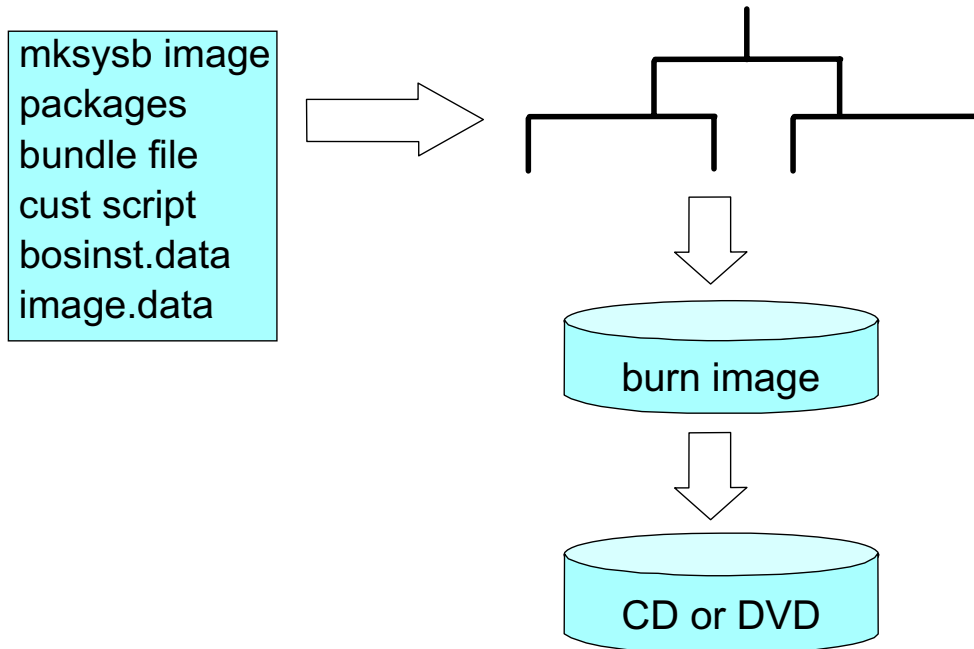 mksysb image
packages
bundle file
cust script
bosinst.data
image.data
burn image
CD or DVD